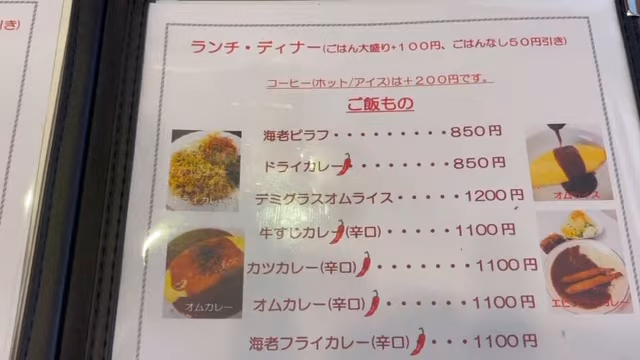 き)
ランチ・ディナー(ごはん大盛り+100円、ごはんなし50円引き)
コーヒー(ホット/アイス)は+200円です。
ご飯もの
海老ピラフ・・・・・・・・・850円
ドライカレー・・・・・・・・850円
デミグラスオムライス・・・・1200円
牛すじカレー(辛口)・・・・・1100円
カツカレー(辛口)・・・・・・・1100円
オムカレー(辛口)・・・・・・1100円
海老フライカレー(辛口)・・・1100円
ドライカレー
オムカレー